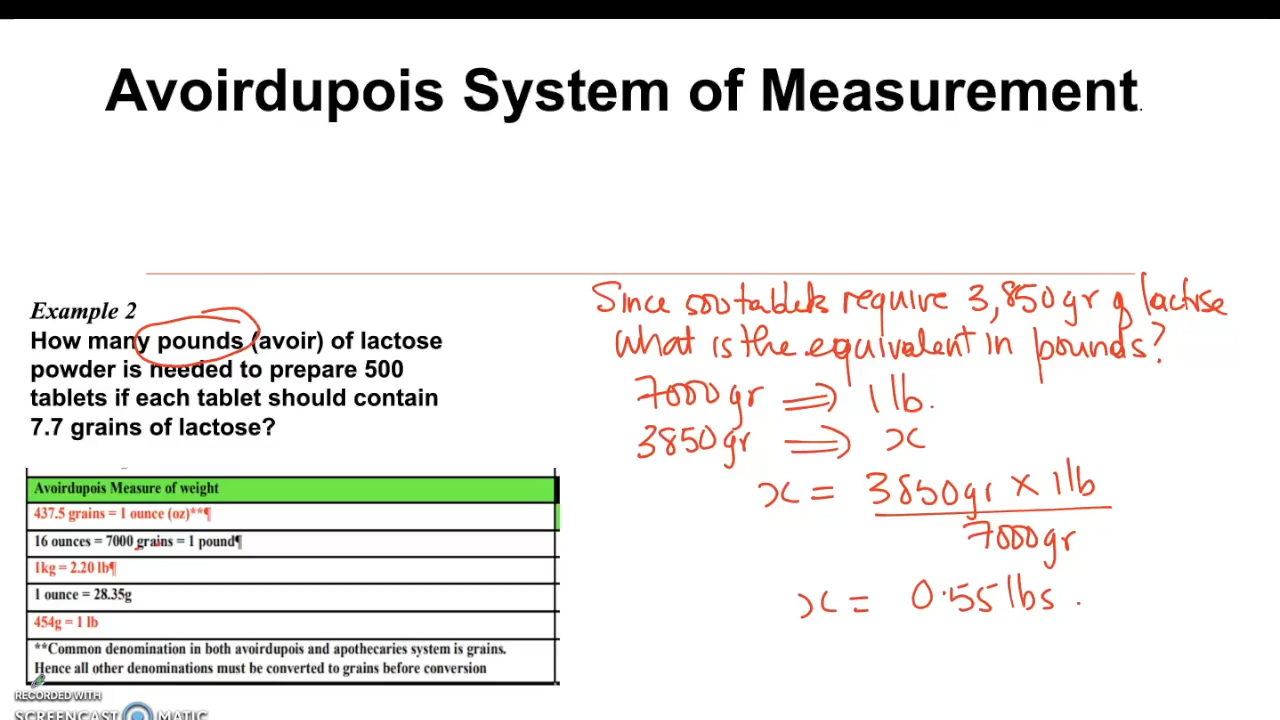 Avoirdupois System of Measurement.
Example 2
How many pounds (avoir) of lactose
powder is needed to prepare 500
tablets if each tablet should contain
7.7 grains of lactose?
Avoirdupois Measure of weight
437.5 grains = 1 ounce (oz)**¶
16 ounces = 7000 grains = 1 pound¶
1kg = 2.20 lb¶
1 ounce = 28.35g
454g = 1 lb
**Common denomination in both avoirdupois and apothecaries system is grains.
Hence all other denominations must be converted to grains before conversion
Since 500 tablets require 3,850 gr of lactose
What is the equivalent in pounds?
7000 gr ⇒ 1 lb.
3850 gr ⇒ x
x = 3850 gr × 1 lb
7000 gr
x = 0.55 lbs.
RECORDED WITH
SCREENCAST MATIC